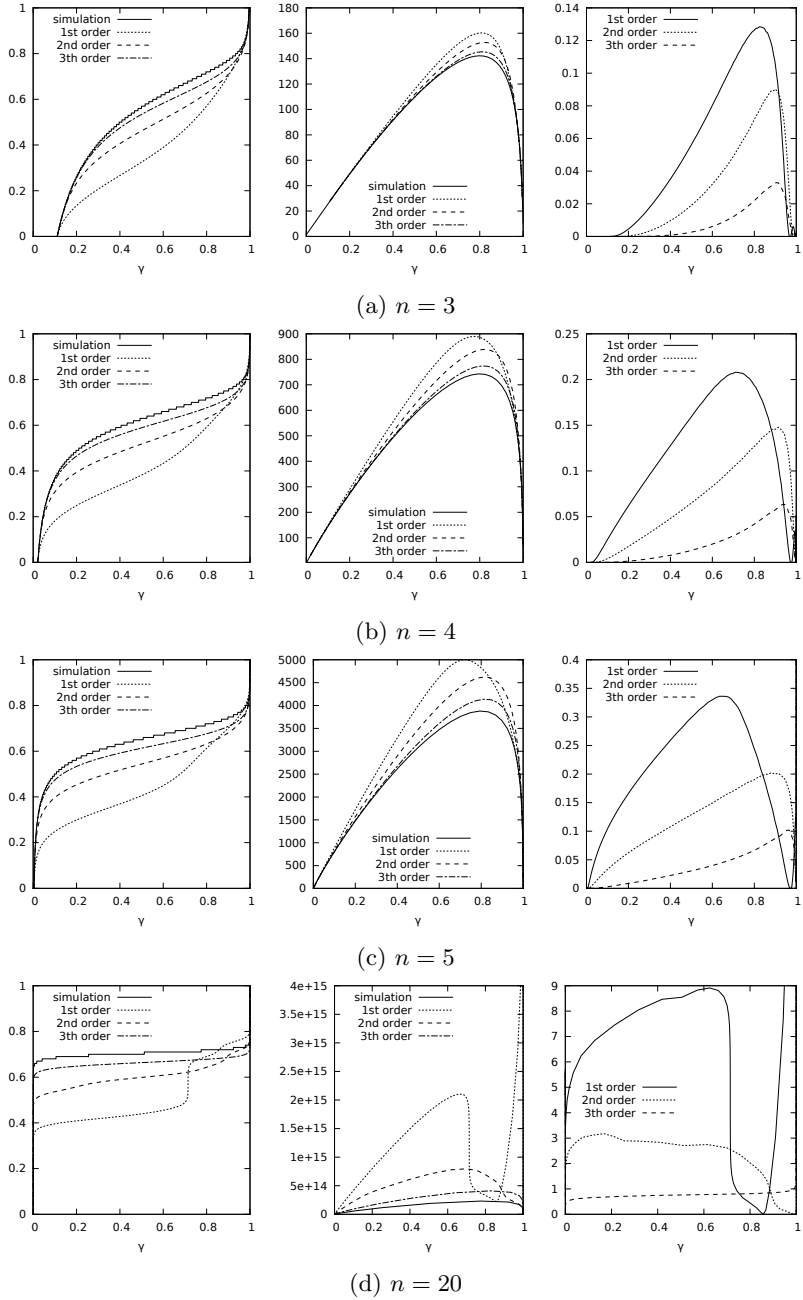 simulation
1st order
2nd order
3th order
1
0.8
0.6
0.4
0.2
0
0 0.2 0.4 0.6 0.8 1
γ
160
140
120
100
80
60
40
20
0
simulation
1st order
2nd order
3th order
0 0.2 0.4 0.6 0.8 1
γ
0.14
0.12
0.1
0.08
0.06
0.04
0.02
0
1st order
2nd order
3th order
0 0.2 0.4 0.6 0.8 1
γ
(a) n = 3
simulation
1st order
2nd order
3th order
1
0.8
0.6
0.4
0.2
0
0 0.2 0.4 0.6 0.8 1
γ
900
800
700
600
500
400
300
200
100
simulation
1st order
2nd order
3th order
0 0.2 0.4 0.6 0.8 1
γ
0.25
0.2
0.15
0.1
0.05
0
1st order
2nd order
3th order
0 0.2 0.4 0.6 0.8 1
γ
(b) n = 4
simulation
1st order
2nd order
3th order
1
0.8
0.6
0.4
0.2
0
0 0.2 0.4 0.6 0.8 1
γ
5000
4500
4000
3500
3000
2500
2000
1500
1000
500
0
simulation
1st order
2nd order
3th order
0 0.2 0.4 0.6 0.8 1
γ
0.4
0.35
0.3
0.25
0.2
0.15
0.1
0.05
0
1st order
2nd order
3th order
0 0.2 0.4 0.6 0.8 1
γ
(c) n = 5
simulation
1st order
2nd order
3th order
1
0.8
0.6
0.4
0.2
0
0 0.2 0.4 0.6 0.8 1
γ
simulation
1st order
2nd order
3th order
4e+15
3.5e+15
3e+15
2.5e+15
2e+15
1.5e+15
1e+15
5e+14
0 0.2 0.4 0.6 0.8 1
γ
9
8
7
6
5
4
3
2
1
0
1st order
2nd order
3th order
0 0.2 0.4 0.6 0.8 1
γ
(d) n = 20